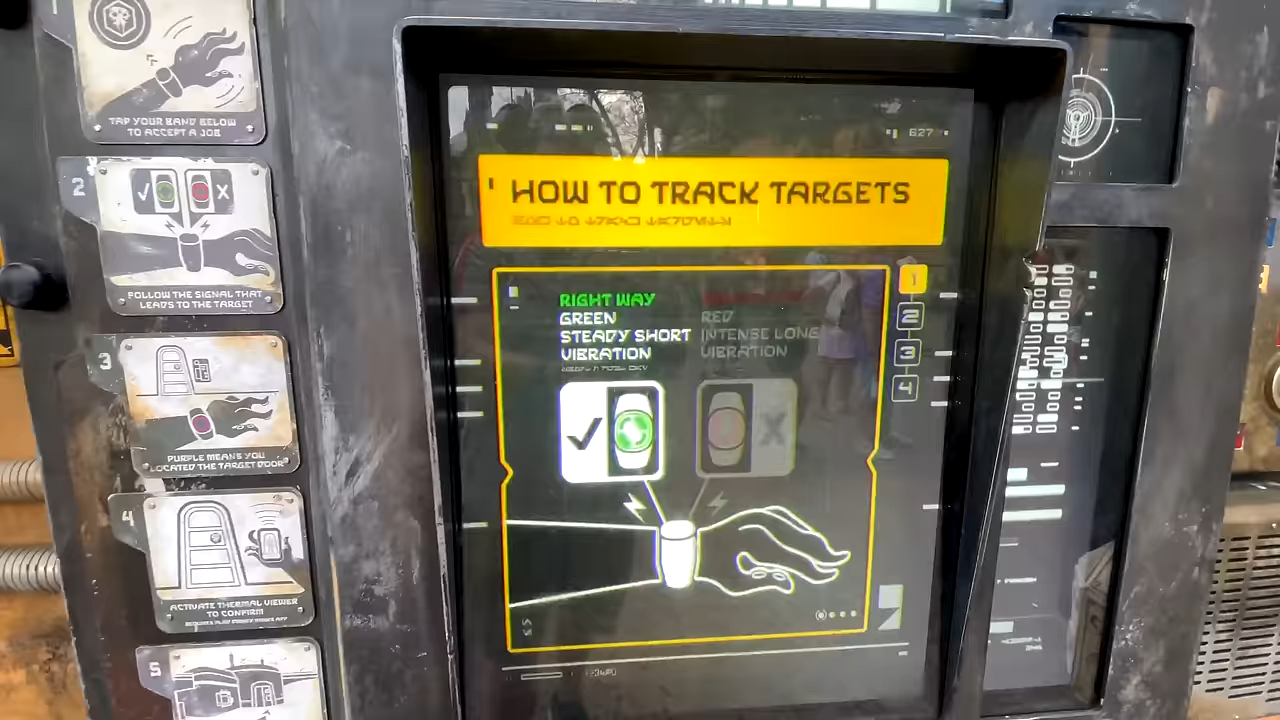 TAP YOUR BAND BELOW
TO ACCEPT A JOB
2
FOLLOW THE SIGNAL THAT
LEADS TO THE TARGET
3
PURPLE MEANS YOU
LOCATED THE TARGET DOOR
4
ACTIVATE THERMAL VIEWER
TO CONFIRM
5
627
HOW TO TRACK TARGETS
RIGHT WAY
GREEN
STEADY SHORT
VIBRATION
RED
INTENSE LONG
VIBRATION
1
2
3
4
X
X